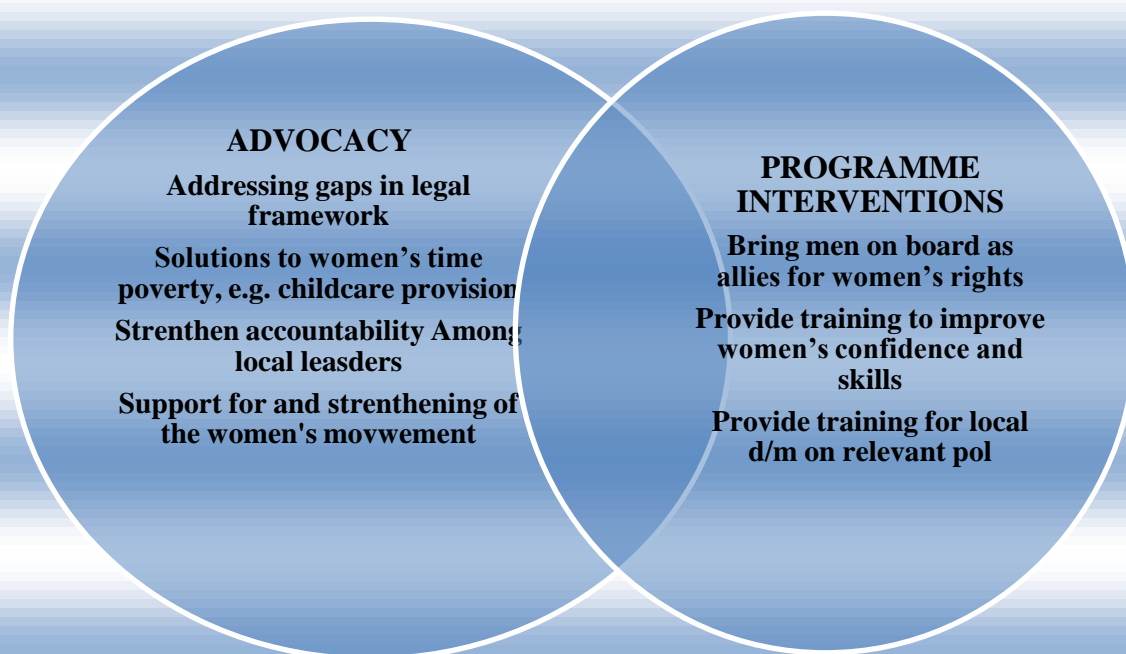 ADVOCACY
Addressing gaps in legal
framework
Solutions to women’s time
poverty, e.g. childcare provision
Strenthen accountability Among
local leasders
Support for and strenthening of
the women's movwement
PROGRAMME
INTERVENTIONS
Bring men on board as
allies for women’s rights
Provide training to improve
women’s confidence and
skills
Provide training for local
d/m on relevant pol